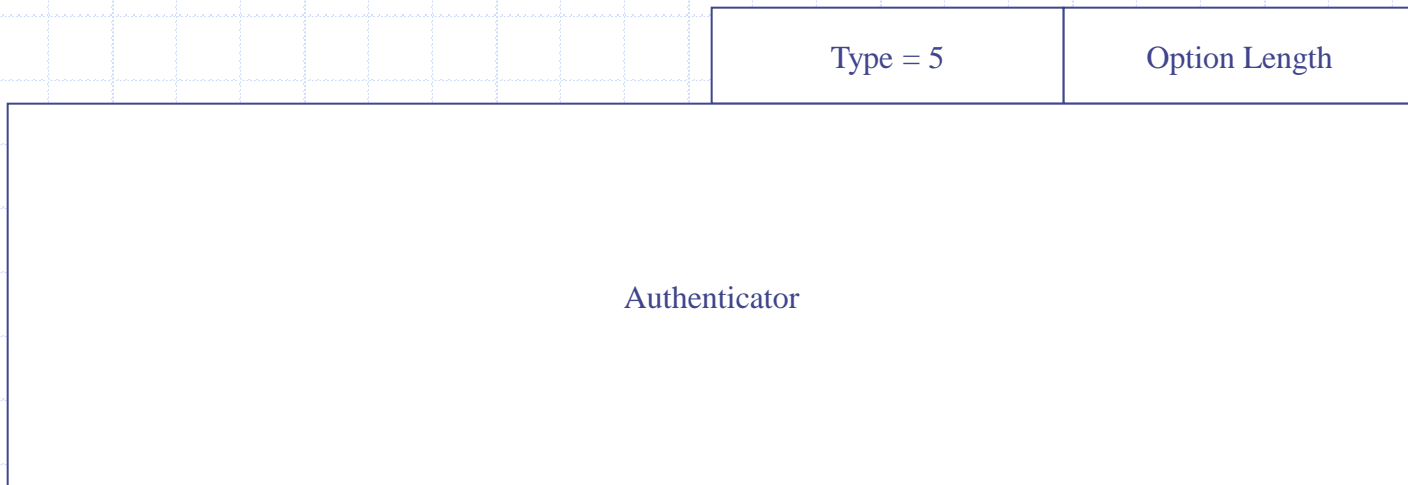 Type = 5 Option Length
Authenticator